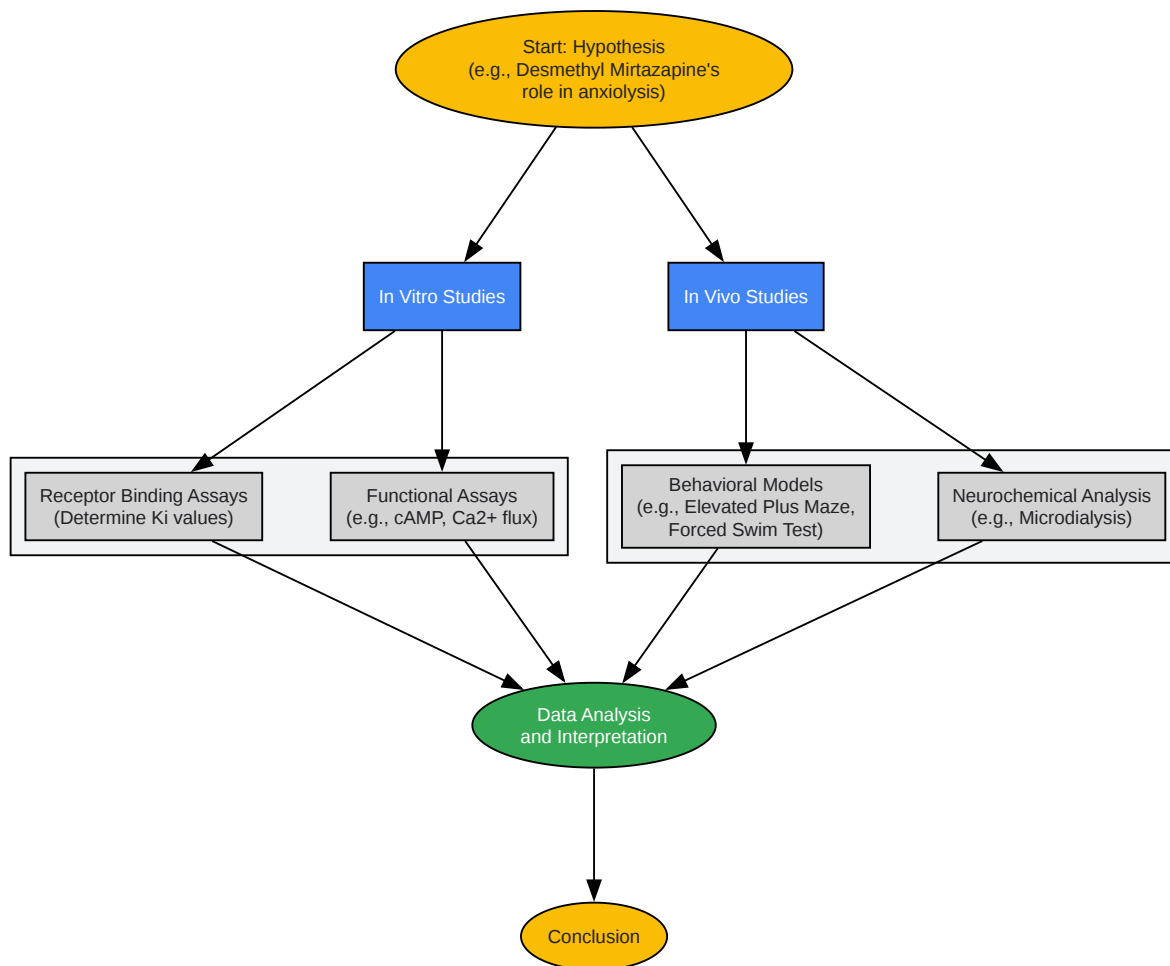 Start: Hypothesis
(e.g., Desmethyl Mirtazapine's
role in anxiolysis)
In Vitro Studies
In Vivo Studies
Receptor Binding Assays
(Determine Ki values)
Functional Assays
(e.g., cAMP, Ca2+ flux)
Behavioral Models
(e.g., Elevated Plus Maze,
Forced Swim Test)
Neurochemical Analysis
(e.g., Microdialysis)
Data Analysis
and Interpretation
Conclusion